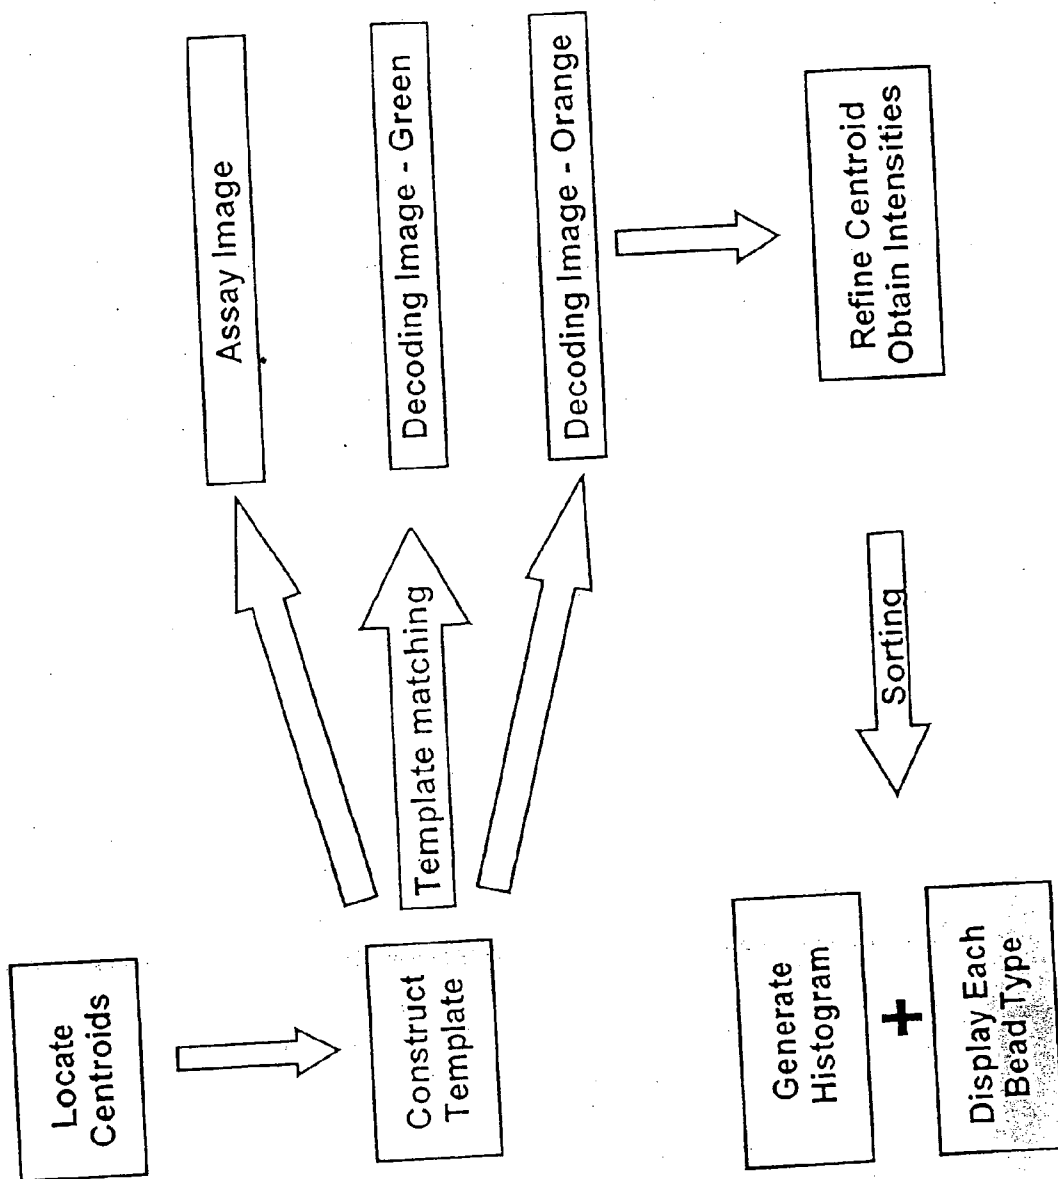 Locate
Centroids
Construct
Template
Template matching
Assay Image
Decoding Image - Green
Decoding Image - Orange
Refine Centroid
Obtain Intensities
Sorting
Generate
Histogram
+
Display Each
Bead Type